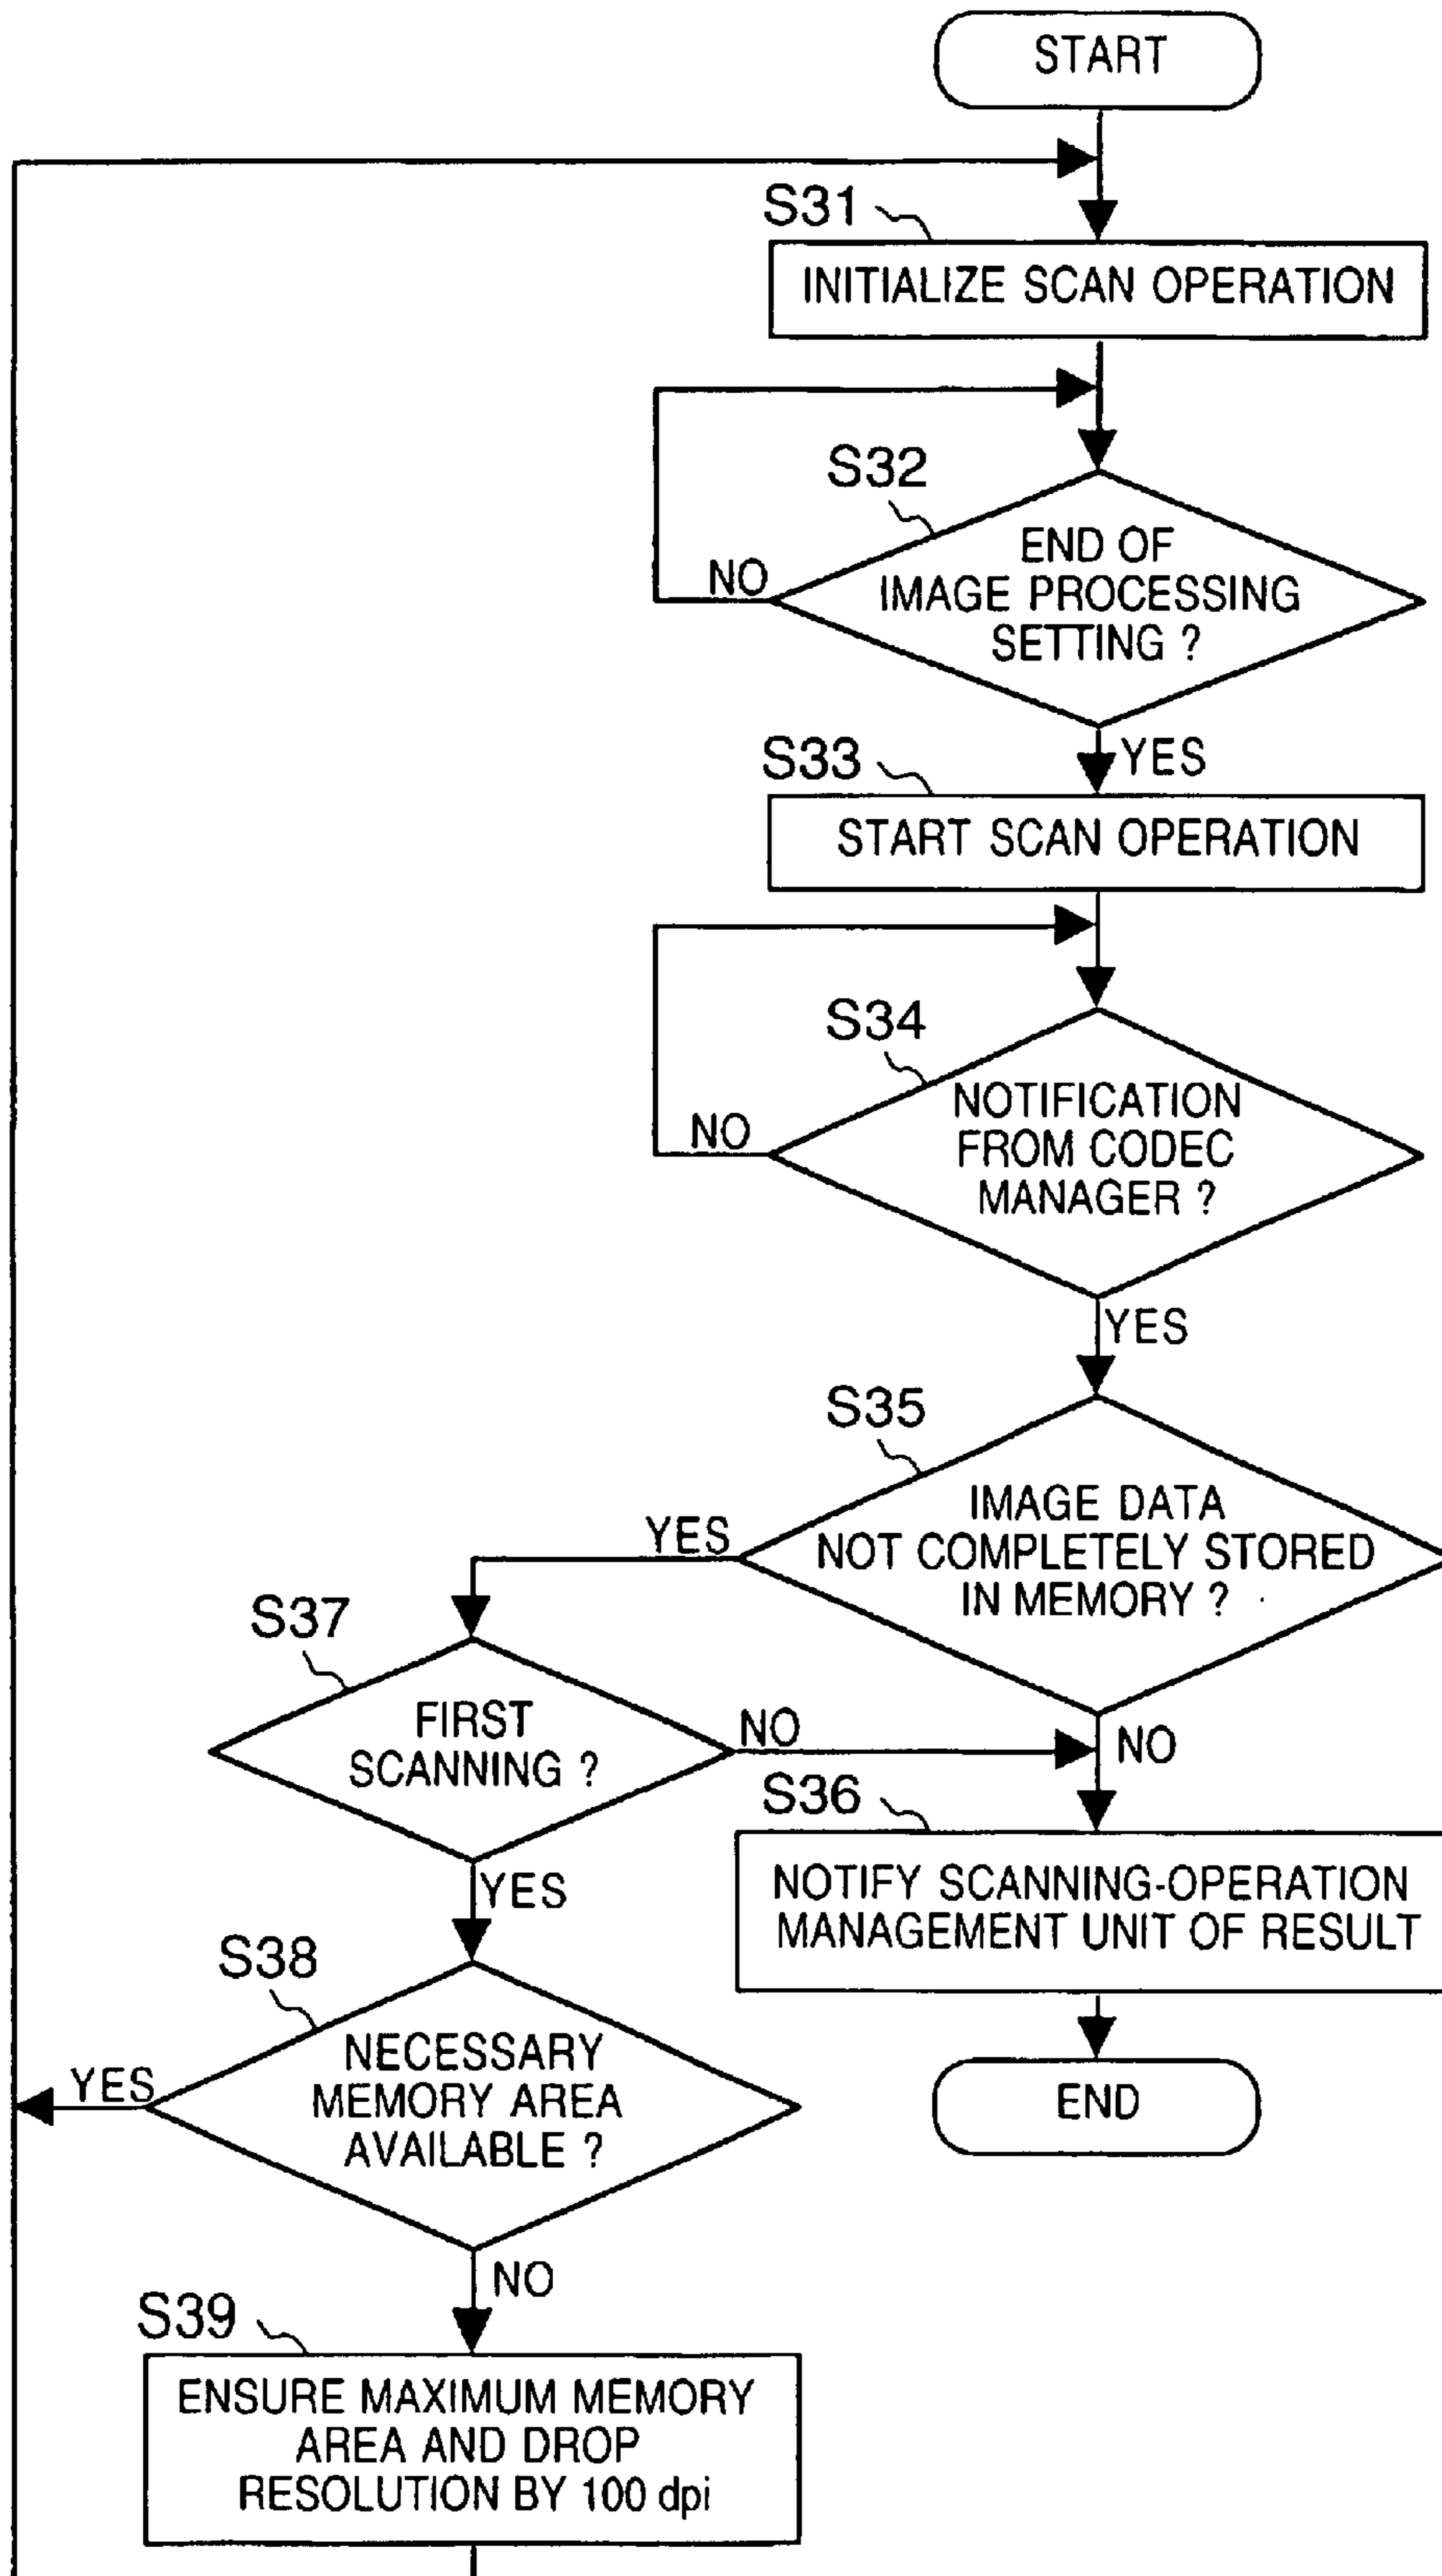 START
S31
INITIALIZE SCAN OPERATION
S32
END OF
IMAGE PROCESSING
SETTING ?
NO
YES
S33
START SCAN OPERATION
S34
NOTIFICATION
FROM CODEC
MANAGER ?
NO
YES
S35
IMAGE DATA
NOT COMPLETELY STORED
IN MEMORY ?
YES
NO
S37
FIRST
SCANNING ?
NO
YES
S36
NOTIFY SCANNING-OPERATION
MANAGEMENT UNIT OF RESULT
S38
NECESSARY
MEMORY AREA
AVAILABLE ?
YES
NO
END
S39
ENSURE MAXIMUM MEMORY
AREA AND DROP
RESOLUTION BY 100 dpi